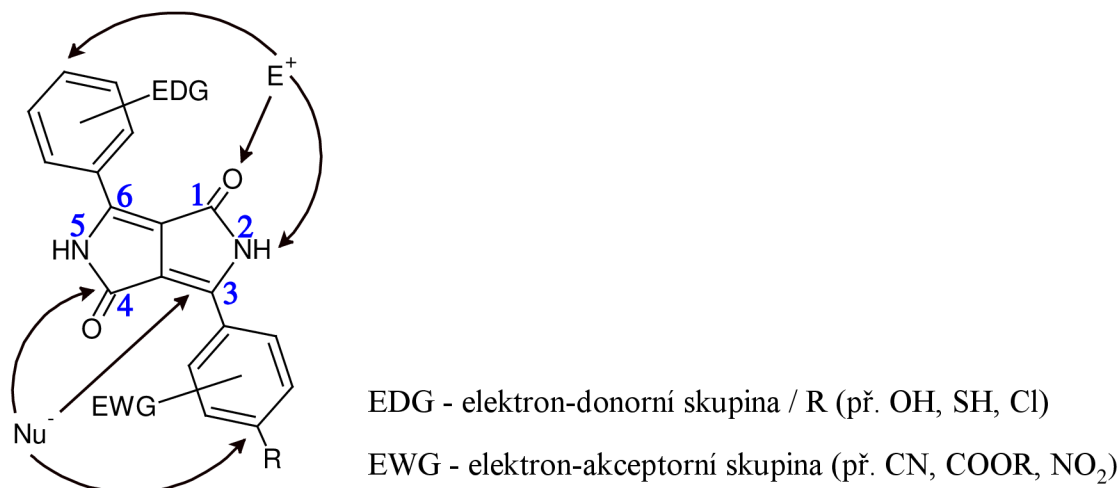 E+
EDG
O
1
6
5
2
HN
NH
4
3
O
EWG
EDG - elektron-donorní skupina / R (př. OH, SH, Cl)
Nu-
R
EWG - elektron-akceptorní skupina (př. CN, COOR, NO2)